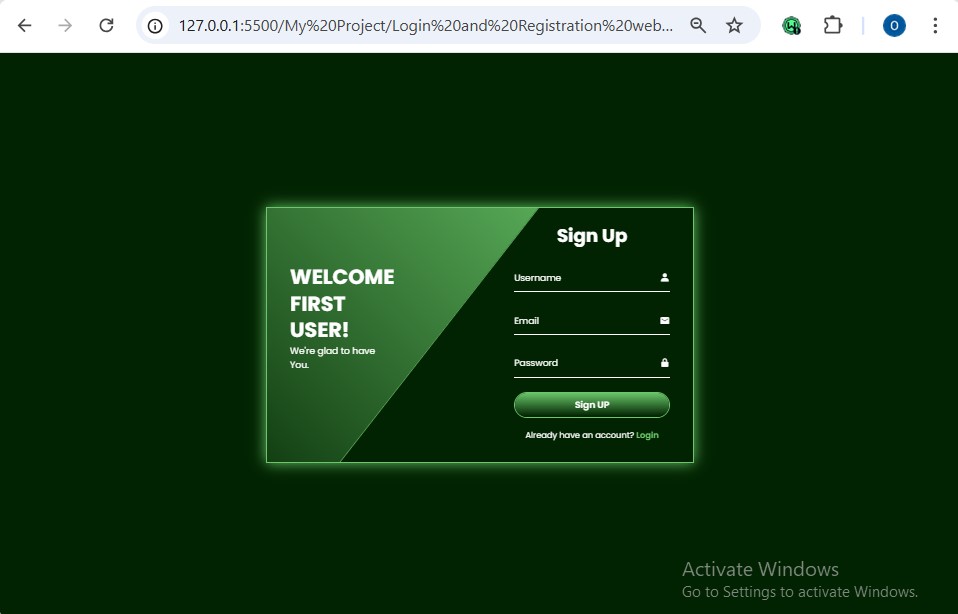 127.0.0.1:5500/My%20Project/Login%20and%20Registration%20web...
O
WELCOME
FIRST
USER!
We're glad to have
You.
Sign Up
Username
Email
Password
Sign UP
Already have an account? Login
Activate Windows
Go to Settings to activate Windows.